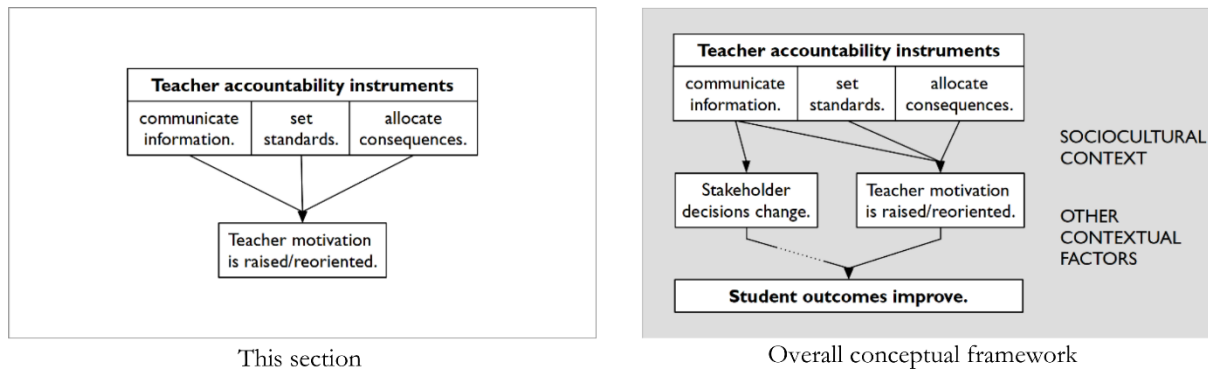 Teacher accountability instruments
communicate
information.
set
standards.
allocate
consequences.
Teacher motivation
is raised/reoriented.
This section
Teacher accountability instruments
communicate
information.
set
standards.
allocate
consequences.
SOCIOCULTURAL
CONTEXT
Stakeholder
decisions change.
Teacher motivation
is raised/reoriented.
OTHER
CONTEXTUAL
FACTORS
Student outcomes improve.
Overall conceptual framework